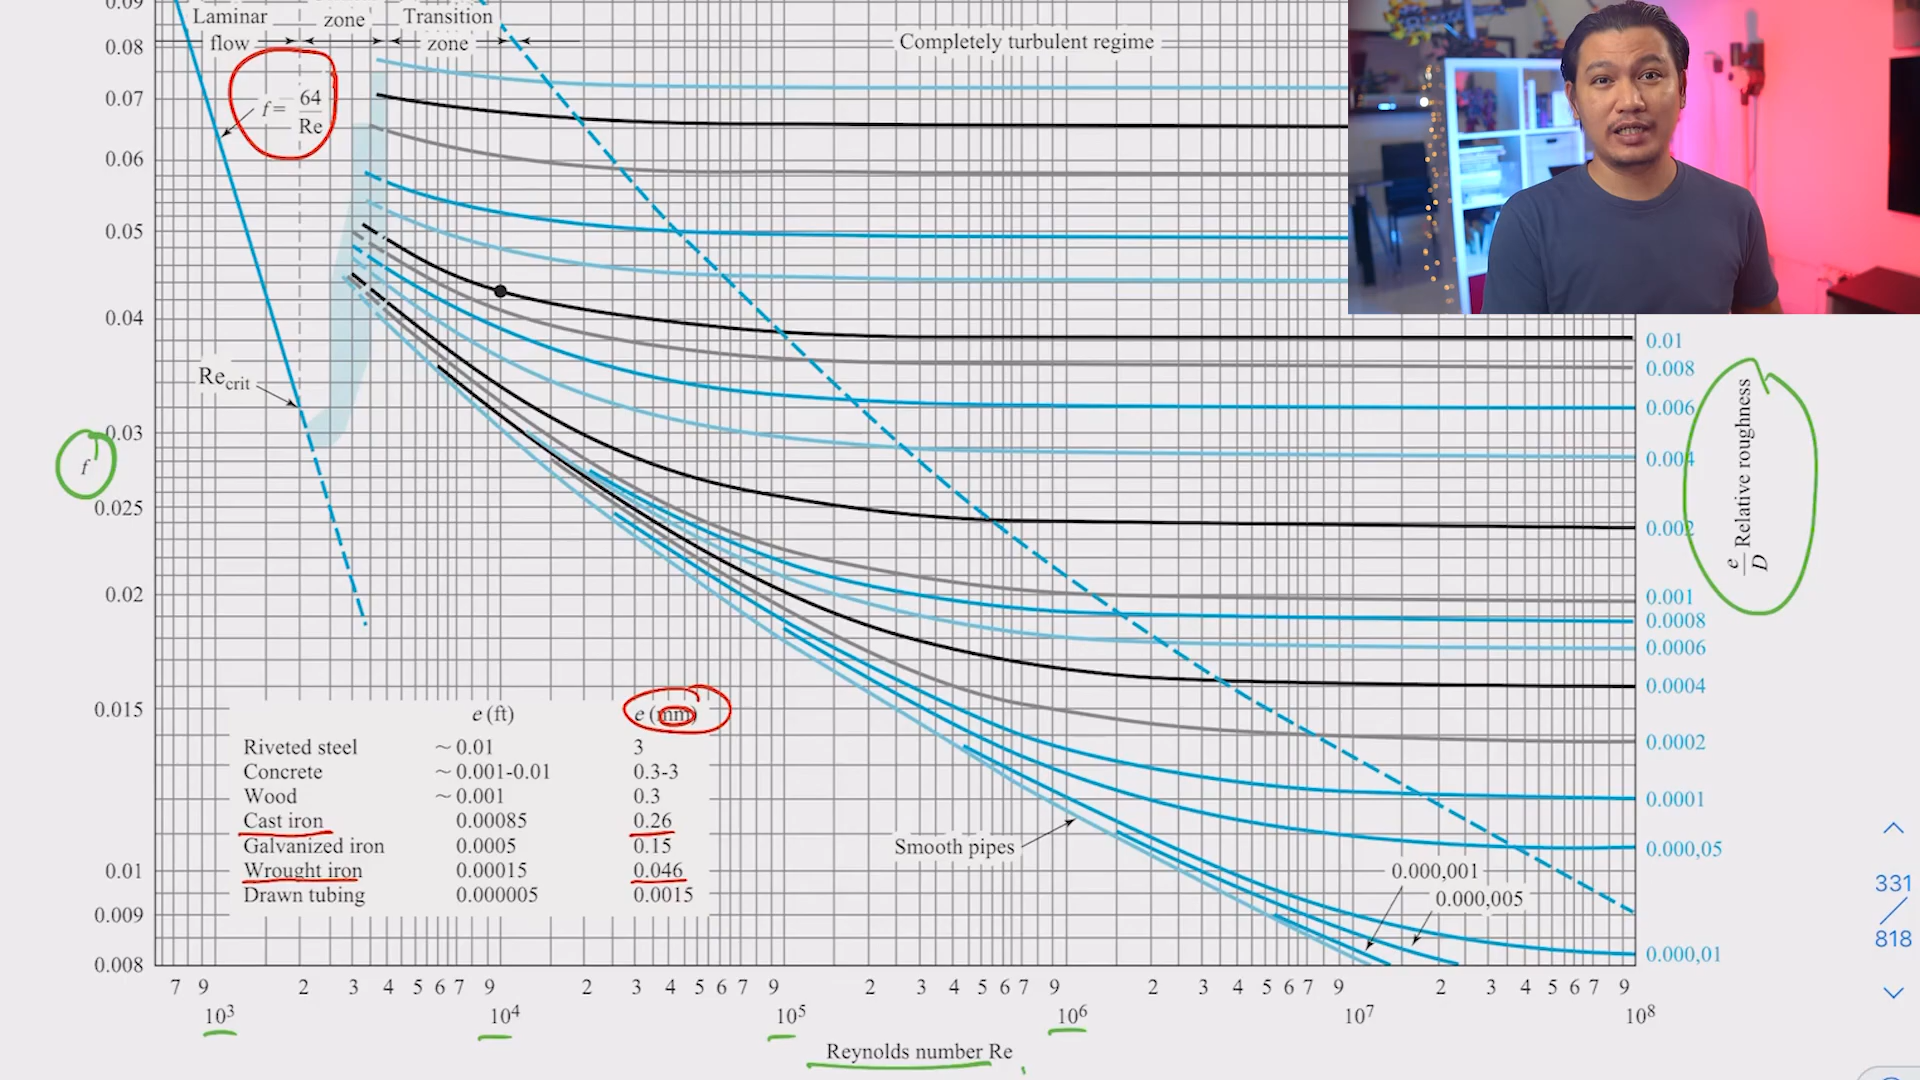 0.09
Laminar
flow
zone
Transition
zone
Completely turbulent regime
0.08
0.07
0.06
0.05
0.04
0.03
0.025
0.02
0.015
0.01
0.009
0.008
f = 64
Re
Recrit
f
0.01
0.008
0.006
0.004
0.002
0.001
0.0008
0.0006
0.0004
0.0002
0.0001
0.000,05
0.000,01
e
D
Relative roughness
e (ft) e (mm)
Riveted steel ~ 0.01 3
Concrete ~ 0.001-0.01 0.3-3
Wood ~ 0.001 0.3
Cast iron 0.00085 0.26
Galvanized iron 0.0005 0.15
Wrought iron 0.00015 0.046
Drawn tubing 0.000005 0.0015
Smooth pipes
0.000,001
0.000,005
331
818
7 9 2 3 4 5 6 7 9 2 3 4 5 6 7 9 2 3 4 5 6 7 9 2 3 4 5 6 7 9 2 3 4 5 6 7 9
10³ 10⁴ 10⁵ 10⁶ 10⁷ 10⁸
Reynolds number Re